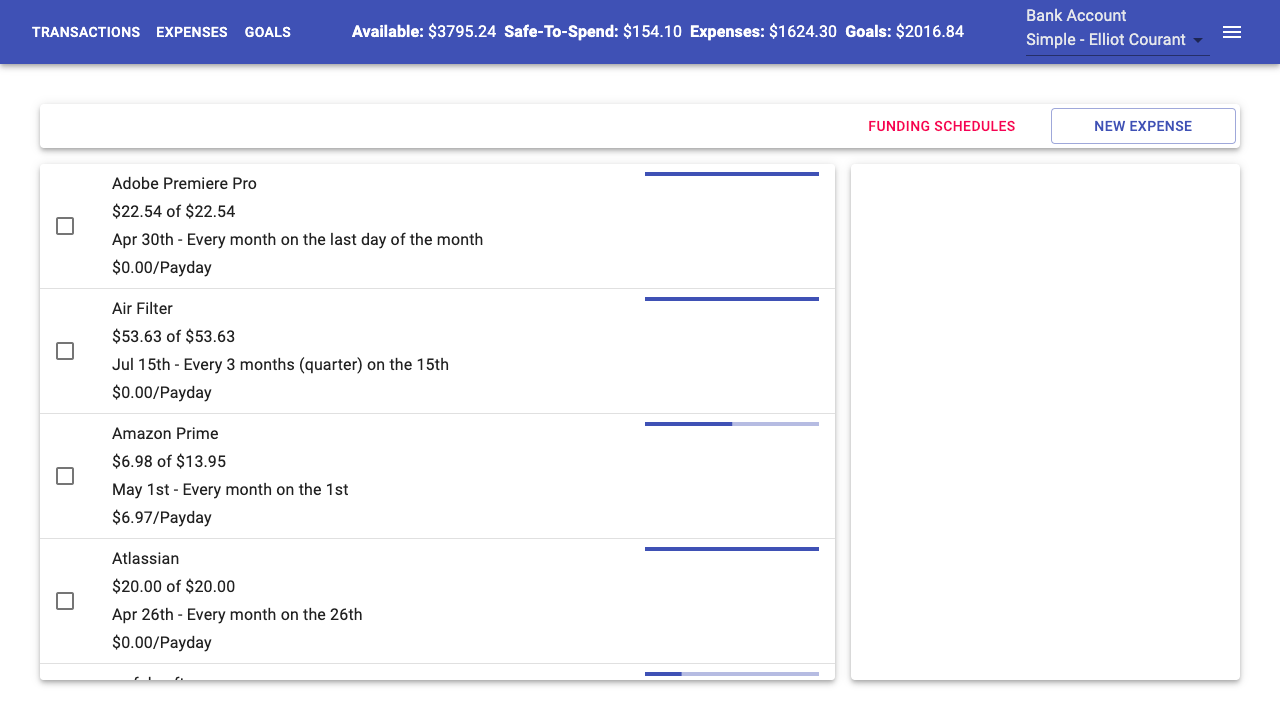 TRANSACTIONS EXPENSES GOALS Available: $3795.24 Safe-To-Spend: $154.10 Expenses: $1624.30 Goals: $2016.84
Bank Account
Simple - Elliot Courant
FUNDING SCHEDULES NEW EXPENSE
Adobe Premiere Pro
$22.54 of $22.54
Apr 30th - Every month on the last day of the month
$0.00/Payday
Air Filter
$53.63 of $53.63
Jul 15th - Every 3 months (quarter) on the 15th
$0.00/Payday
Amazon Prime
$6.98 of $13.95
May 1st - Every month on the 1st
$6.97/Payday
Atlassian
$20.00 of $20.00
Apr 26th - Every month on the 26th
$0.00/Payday